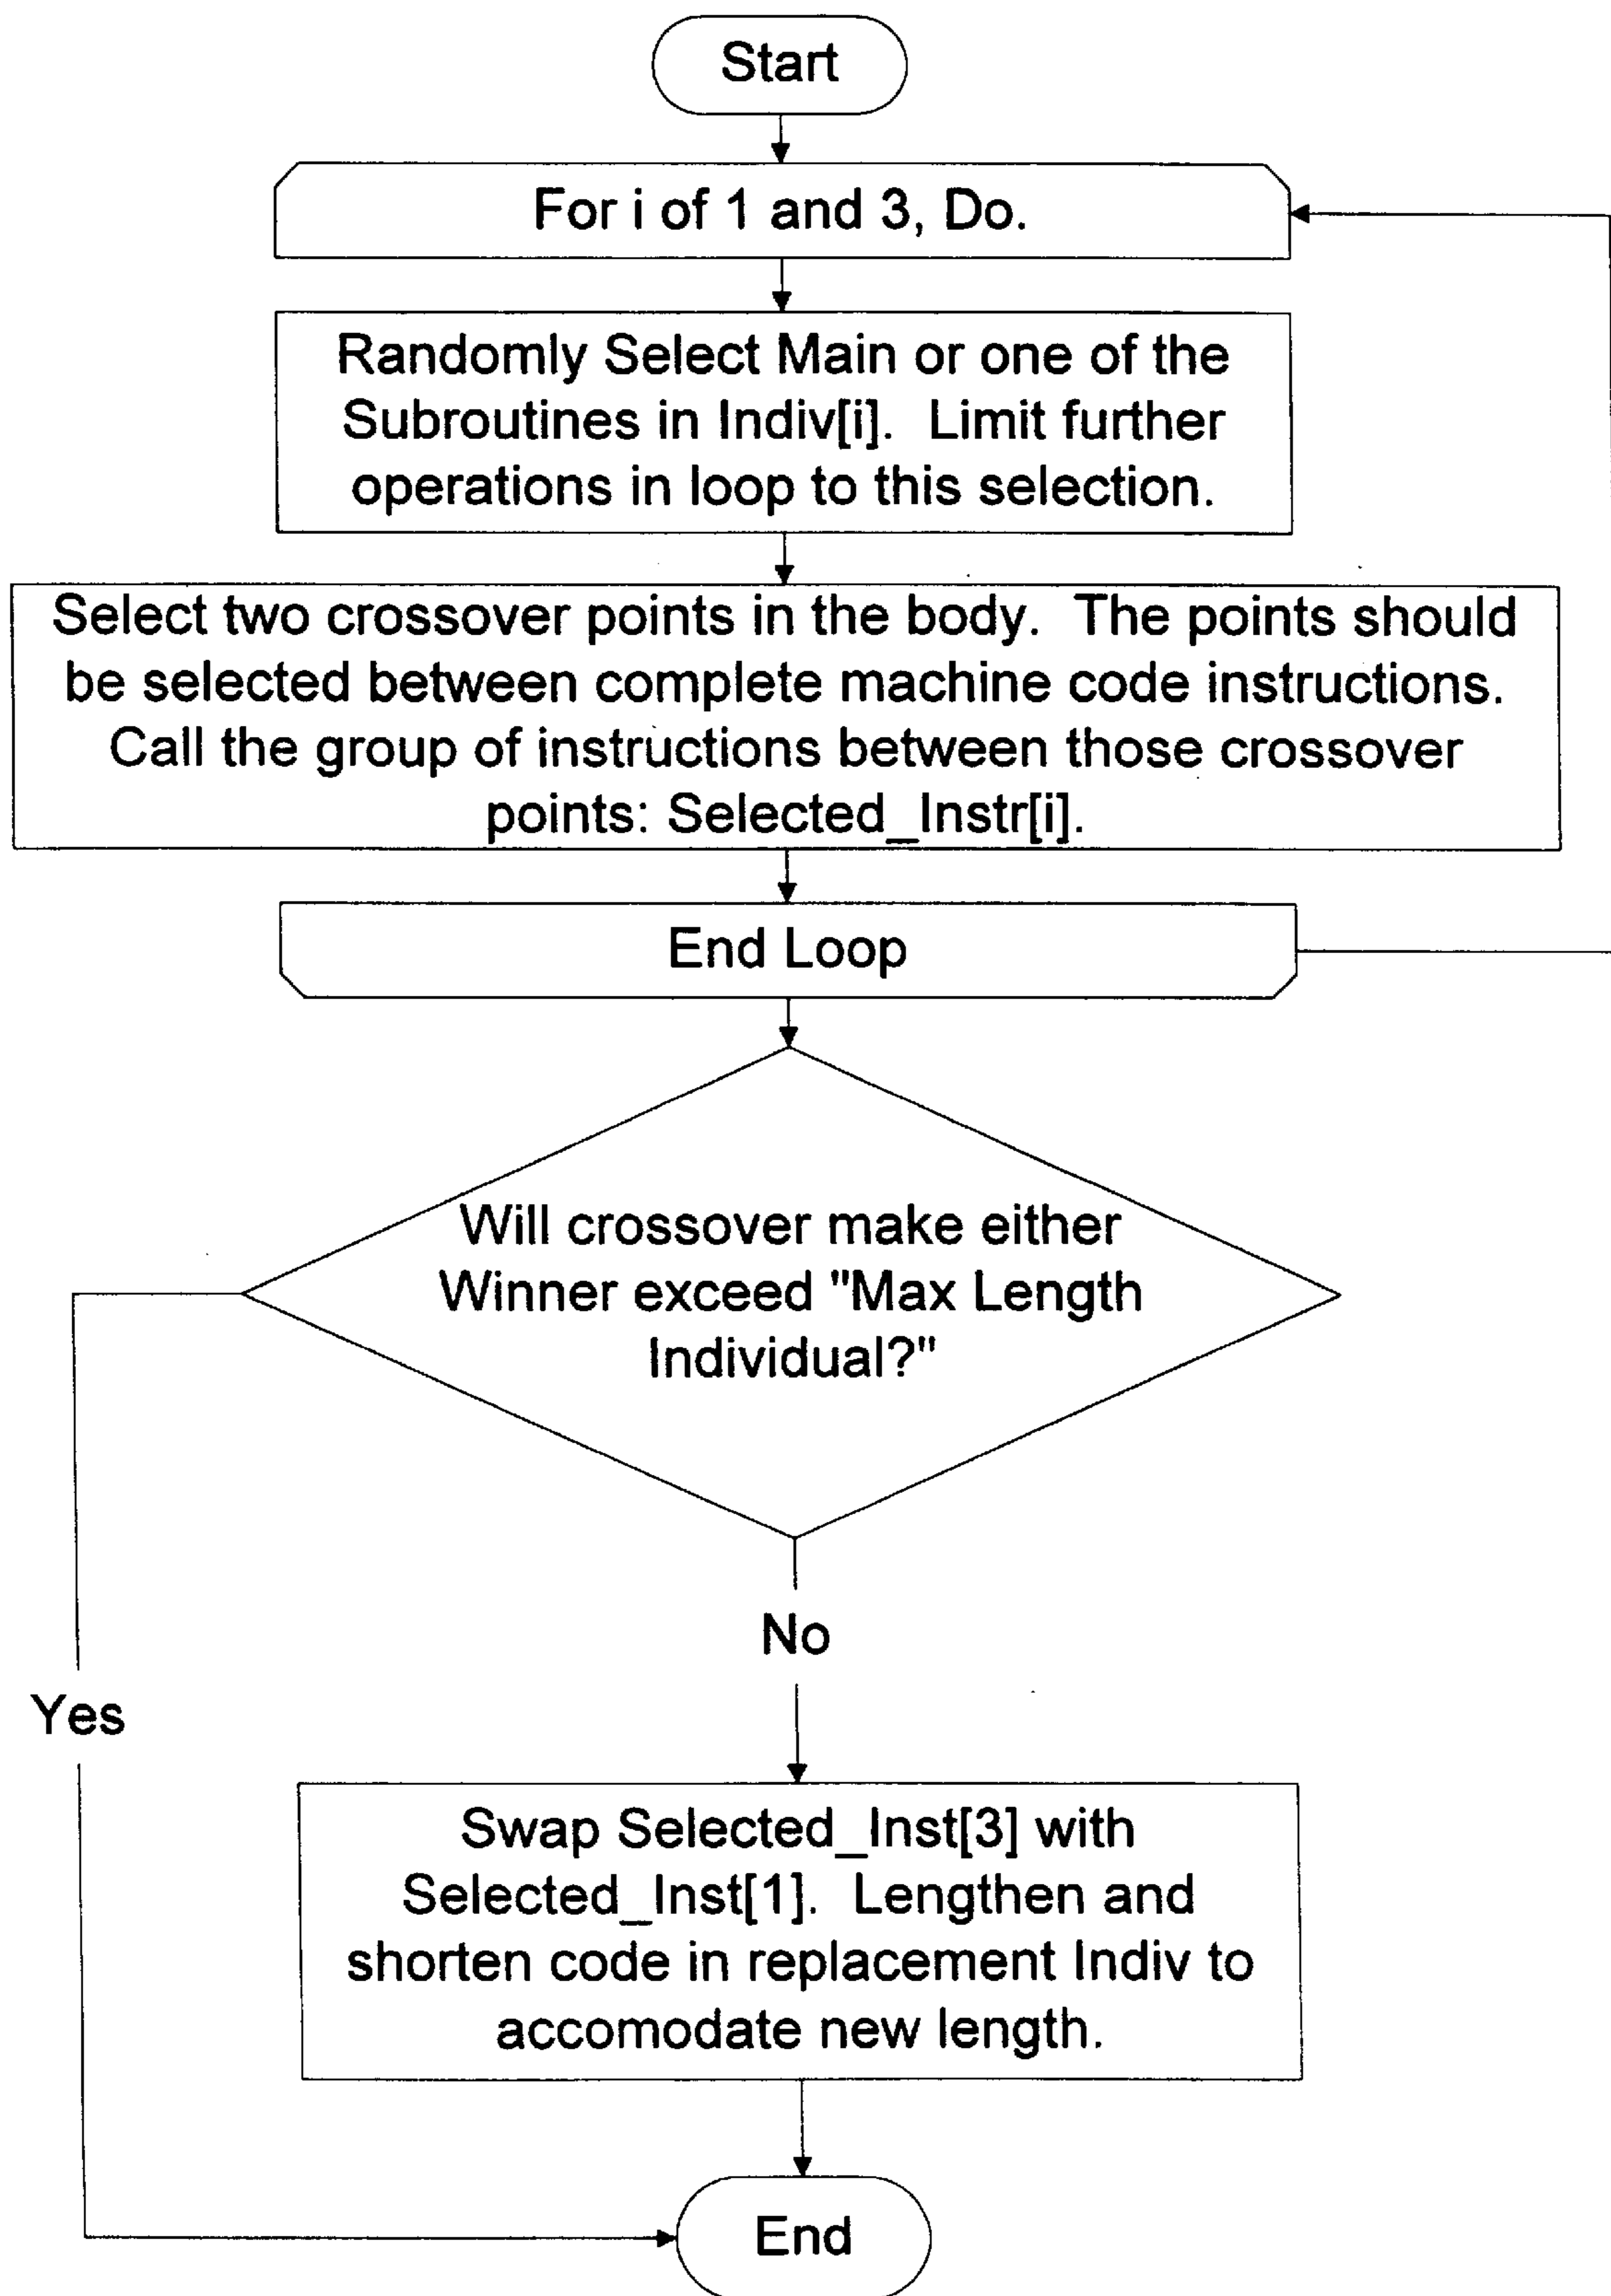 Start
For i of 1 and 3, Do.
Randomly Select Main or one of the
Subroutines in Indiv[i].  Limit further
operations in loop to this selection.
Select two crossover points in the body.  The points should
be selected between complete machine code instructions.
Call the group of instructions between those crossover
points: Selected_Instr[i].
End Loop
Will crossover make either
Winner exceed "Max Length
Individual?"
No
Yes
Swap Selected_Inst[3] with
Selected_Inst[1].  Lengthen and
shorten code in replacement Indiv to
accomodate new length.
End